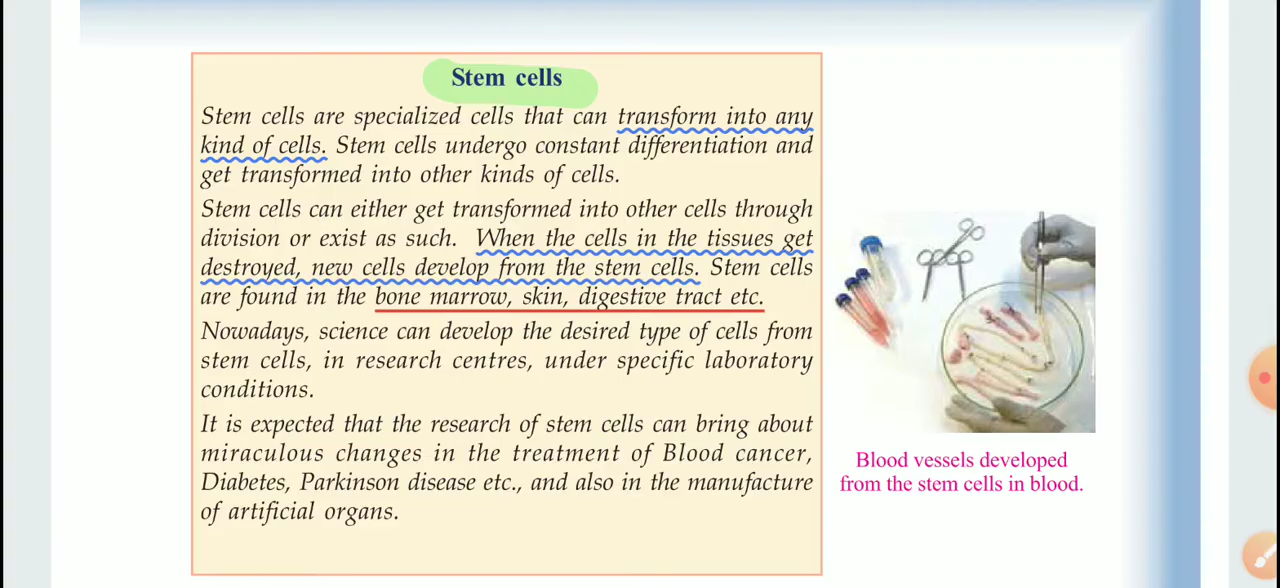 Stem cells
Stem cells are specialized cells that can transform into any
kind of cells. Stem cells undergo constant differentiation and
get transformed into other kinds of cells.
Stem cells can either get transformed into other cells through
division or exist as such. When the cells in the tissues get
destroyed, new cells develop from the stem cells. Stem cells
are found in the bone marrow, skin, digestive tract etc.
Nowadays, science can develop the desired type of cells from
stem cells, in research centres, under specific laboratory
conditions.
It is expected that the research of stem cells can bring about
miraculous changes in the treatment of Blood cancer,
Diabetes, Parkinson disease etc., and also in the manufacture
of artificial organs.
Blood vessels developed
from the stem cells in blood.